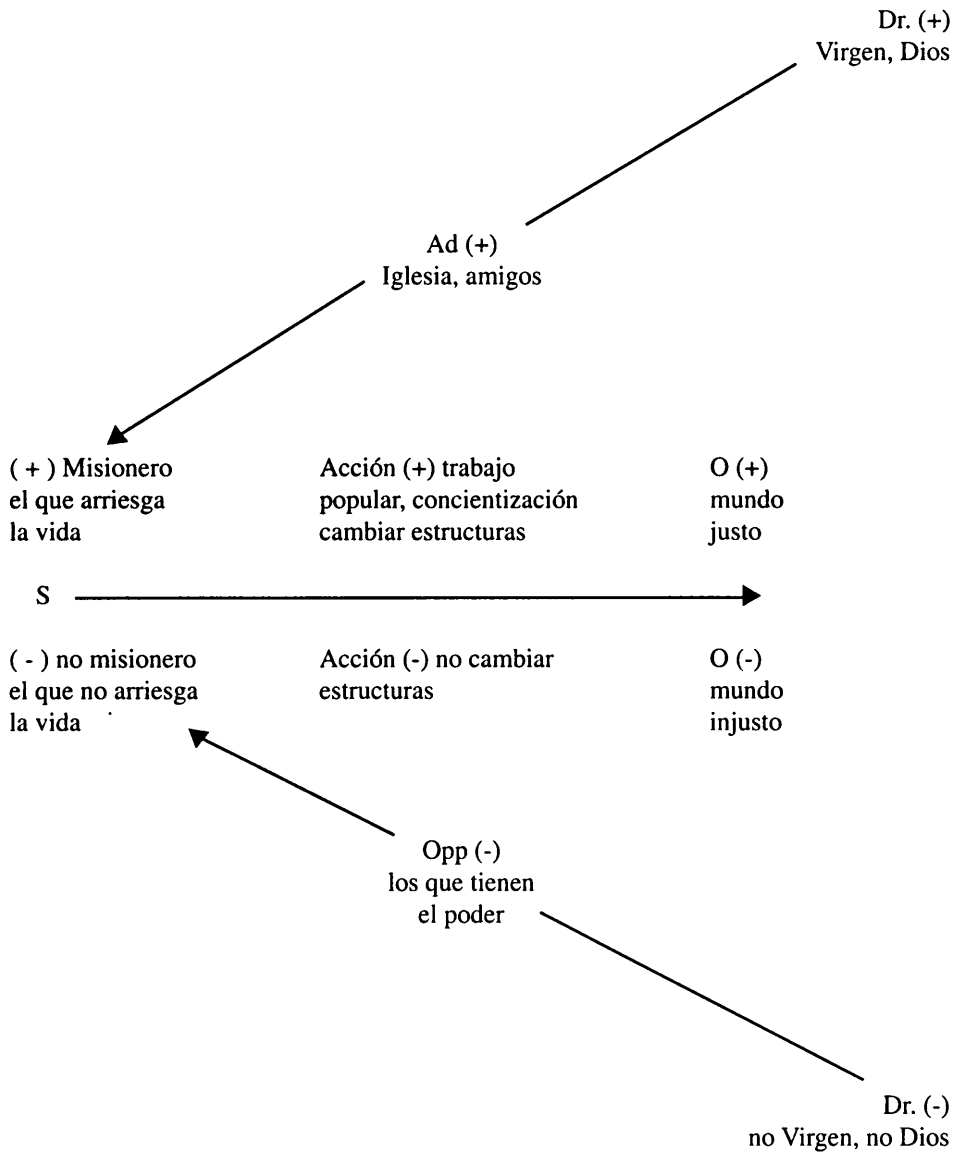 Dr. (+)
Virgen, Dios
Ad (+)
Iglesia, amigos
( + ) Misionero
el que arriesga
la vida
Acción (+) trabajo
popular, concientización
cambiar estructuras
O (+)
mundo
justo
S
( - ) no misionero
el que no arriesga
la vida
Acción (-) no cambiar
estructuras
O (-)
mundo
injusto
Opp (-)
los que tienen
el poder
Dr. (-)
no Virgen, no Dios